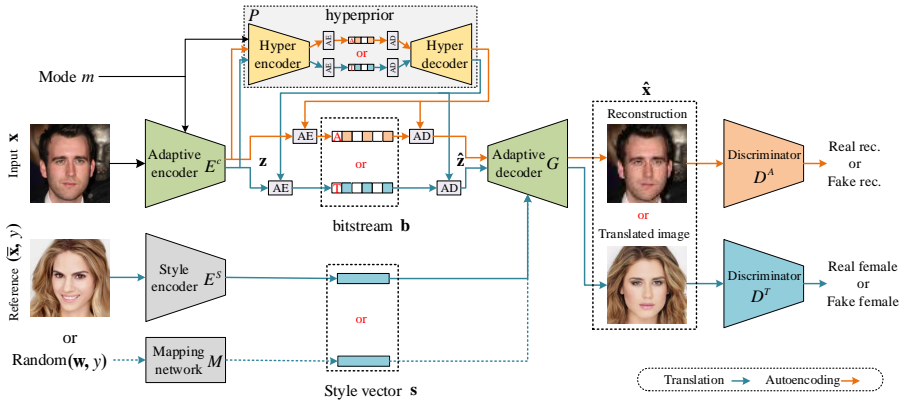 P hyperprior
Hyper
encoder
AE
A
AD
or
AE
T
AD
Hyper
decoder
Mode m
Input x
Adaptive
encoder E^c
z
AE
A
AD
or
AE
T
AD
ẑ
bitstream b
Adaptive
decoder G
x̂
Reconstruction
or
Translated image
Discriminator
D^A
Real rec.
or
Fake rec.
Discriminator
D^T
Real female
or
Fake female
Reference (x̄, y)
Style
encoder E^S
or
Random(w, y)
Mapping
network M
or
Style vector s
Translation
Autoencoding